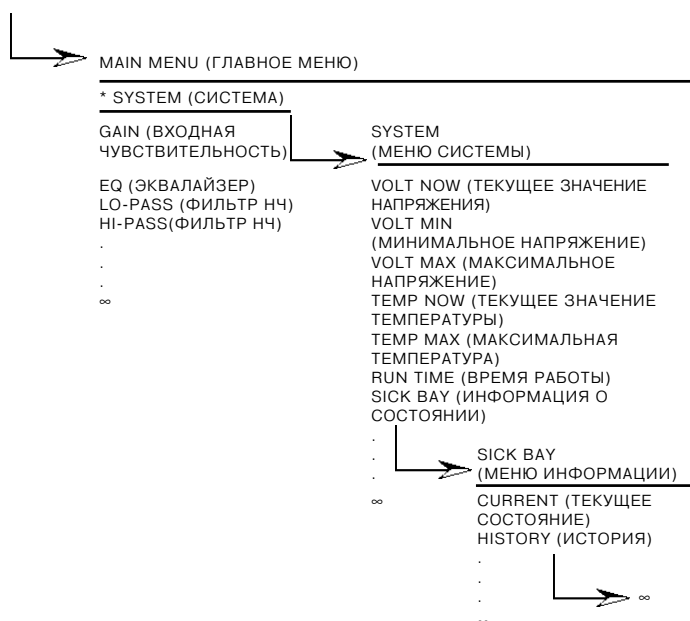 MAIN MENU (ГЛАВНОЕ МЕНЮ)
* SYSTEM (СИСТЕМА)
GAIN (ВХОДНАЯ
ЧУВСТВИТЕЛЬНОСТЬ)
EQ (ЭКВАЛАЙЗЕР)
LO-PASS (ФИЛЬТР НЧ)
HI-PASS(ФИЛЬТР НЧ)
.
.
.
∞
SYSTEM
(МЕНЮ СИСТЕМЫ)
VOLT NOW (ТЕКУЩЕЕ ЗНАЧЕНИЕ
НАПРЯЖЕНИЯ)
VOLT MIN
(МИНИМАЛЬНОЕ НАПРЯЖЕНИЕ)
VOLT MAX (МАКСИМАЛЬНОЕ
НАПРЯЖЕНИЕ)
TEMP NOW (ТЕКУЩЕЕ ЗНАЧЕНИЕ
ТЕМПЕРАТУРЫ)
TEMP MAX (МАКСИМАЛЬНАЯ
ТЕМПЕРАТУРА)
RUN TIME (ВРЕМЯ РАБОТЫ)
SICK BAY (ИНФОРМАЦИЯ О
СОСТОЯНИИ)
.
.
.
∞
SICK BAY
(МЕНЮ ИНФОРМАЦИИ)
CURRENT (ТЕКУЩЕЕ
СОСТОЯНИЕ)
HISTORY (ИСТОРИЯ)
.
.
.
∞